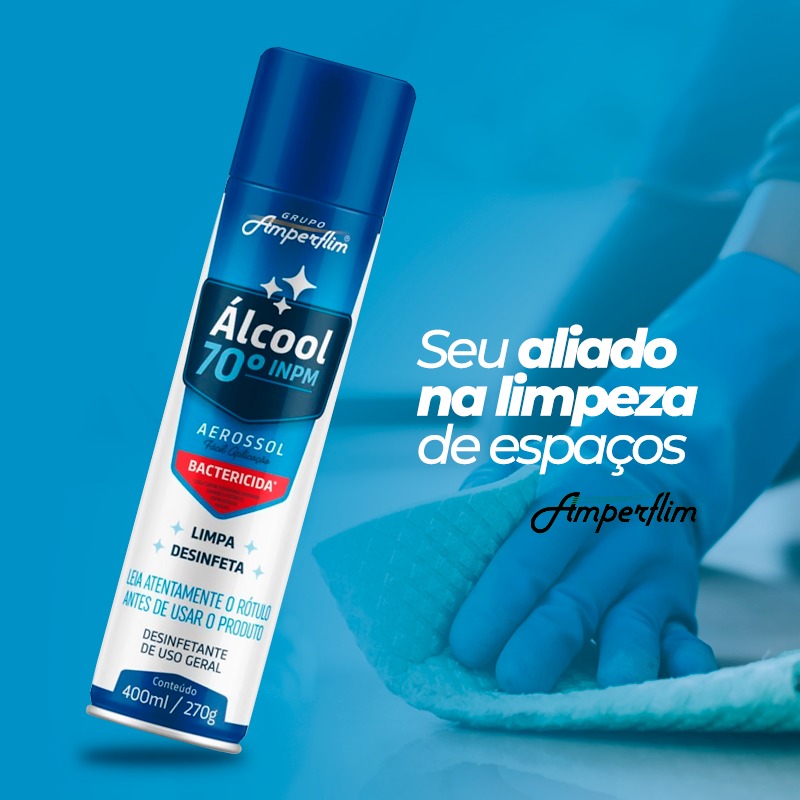 GRUPO
Amperflim®
Álcool
70° INPM
AEROSSOL
Fácil Aplicação
BACTERICIDA*
LIMPA
DESINFETA
LEIA ATENTAMENTE O RÓTULO
ANTES DE USAR O PRODUTO
DESINFETANTE
DE USO GERAL
Conteúdo
400ml / 270g
Seu aliado
na limpeza
de espaços
Amperflim